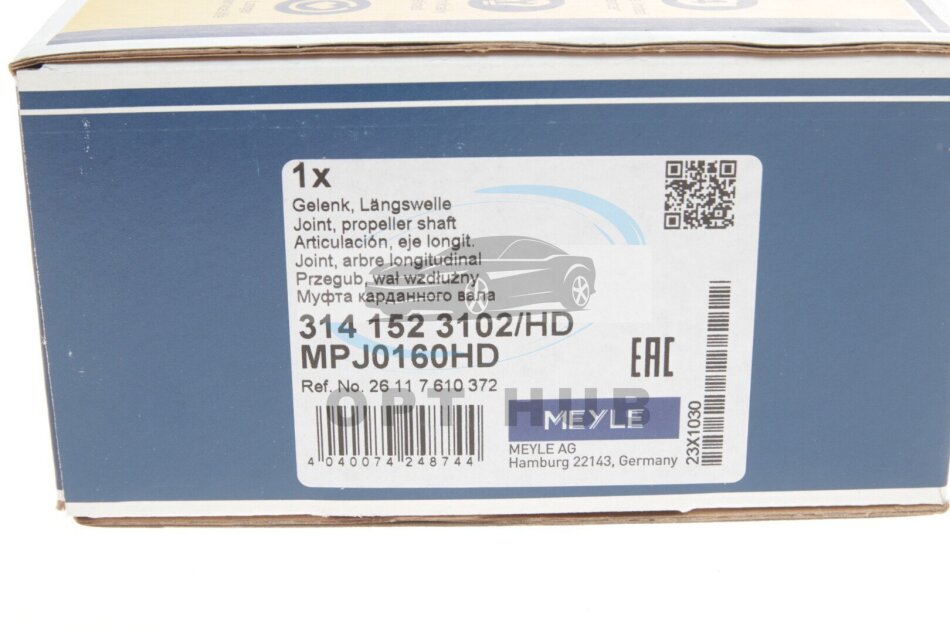 1x
Gelenk, Längswelle
Joint, propeller shaft
Articulación, eje longit.
Joint, arbre longitudinal
Przegub, wał wzdłużny
Муфта карданного вала
314 152 3102/HD
MPJ0160HD
EAC
Ref. No. 26 11 7 610 372
OPT HUB
MEYLE
4 040074 248744
MEYLE AG
Hamburg 22143, Germany
23X1030